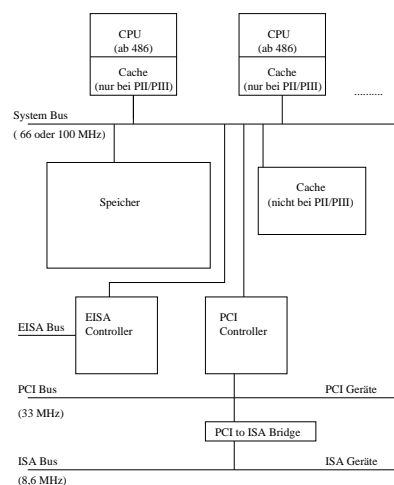 CPU
(ab 486)
Cache
(nur bei PII/PIII)
CPU
(ab 486)
Cache
(nur bei PII/PIII)
..........
System Bus
( 66 oder 100 MHz)
Speicher
Cache
(nicht bei PII/PIII)
EISA Bus
EISA
Controller
PCI
Controller
PCI Bus
PCI Geräte
(33 MHz)
PCI to ISA Bridge
ISA Bus
ISA Geräte
(8,6 MHz)